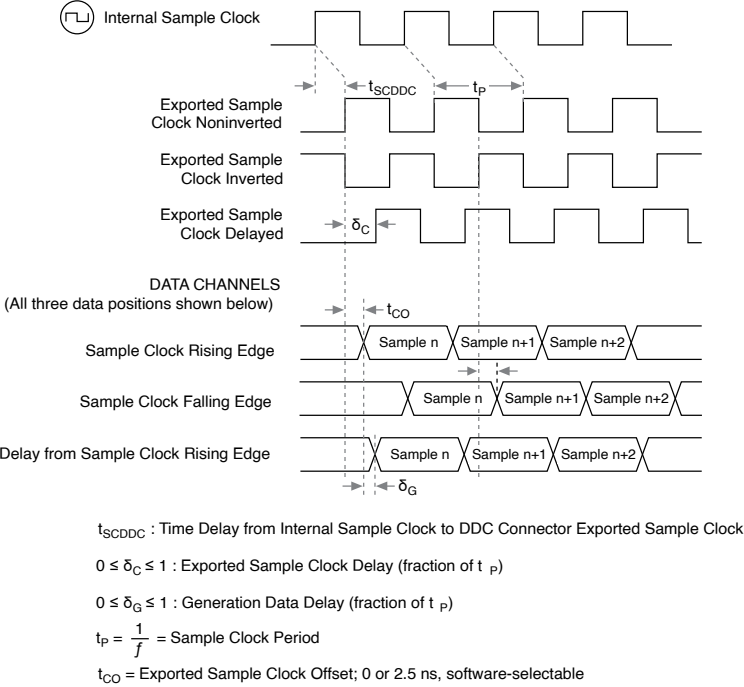 Internal Sample Clock
tSCDDC
tP
Exported Sample
Clock Noninverted
Exported Sample
Clock Inverted
Exported Sample
Clock Delayed
δC
DATA CHANNELS
(All three data positions shown below)
tCO
Sample Clock Rising Edge
Sample n
Sample n+1
Sample n+2
Sample Clock Falling Edge
Sample n
Sample n+1
Sample n+2
Delay from Sample Clock Rising Edge
Sample n
Sample n+1
Sample n+2
δG
tSCDDC : Time Delay from Internal Sample Clock to DDC Connector Exported Sample Clock
0 ≤ δC ≤ 1 : Exported Sample Clock Delay (fraction of t P)
0 ≤ δG ≤ 1 : Generation Data Delay (fraction of t P)
tP = 1/f = Sample Clock Period
tCO = Exported Sample Clock Offset; 0 or 2.5 ns, software-selectable